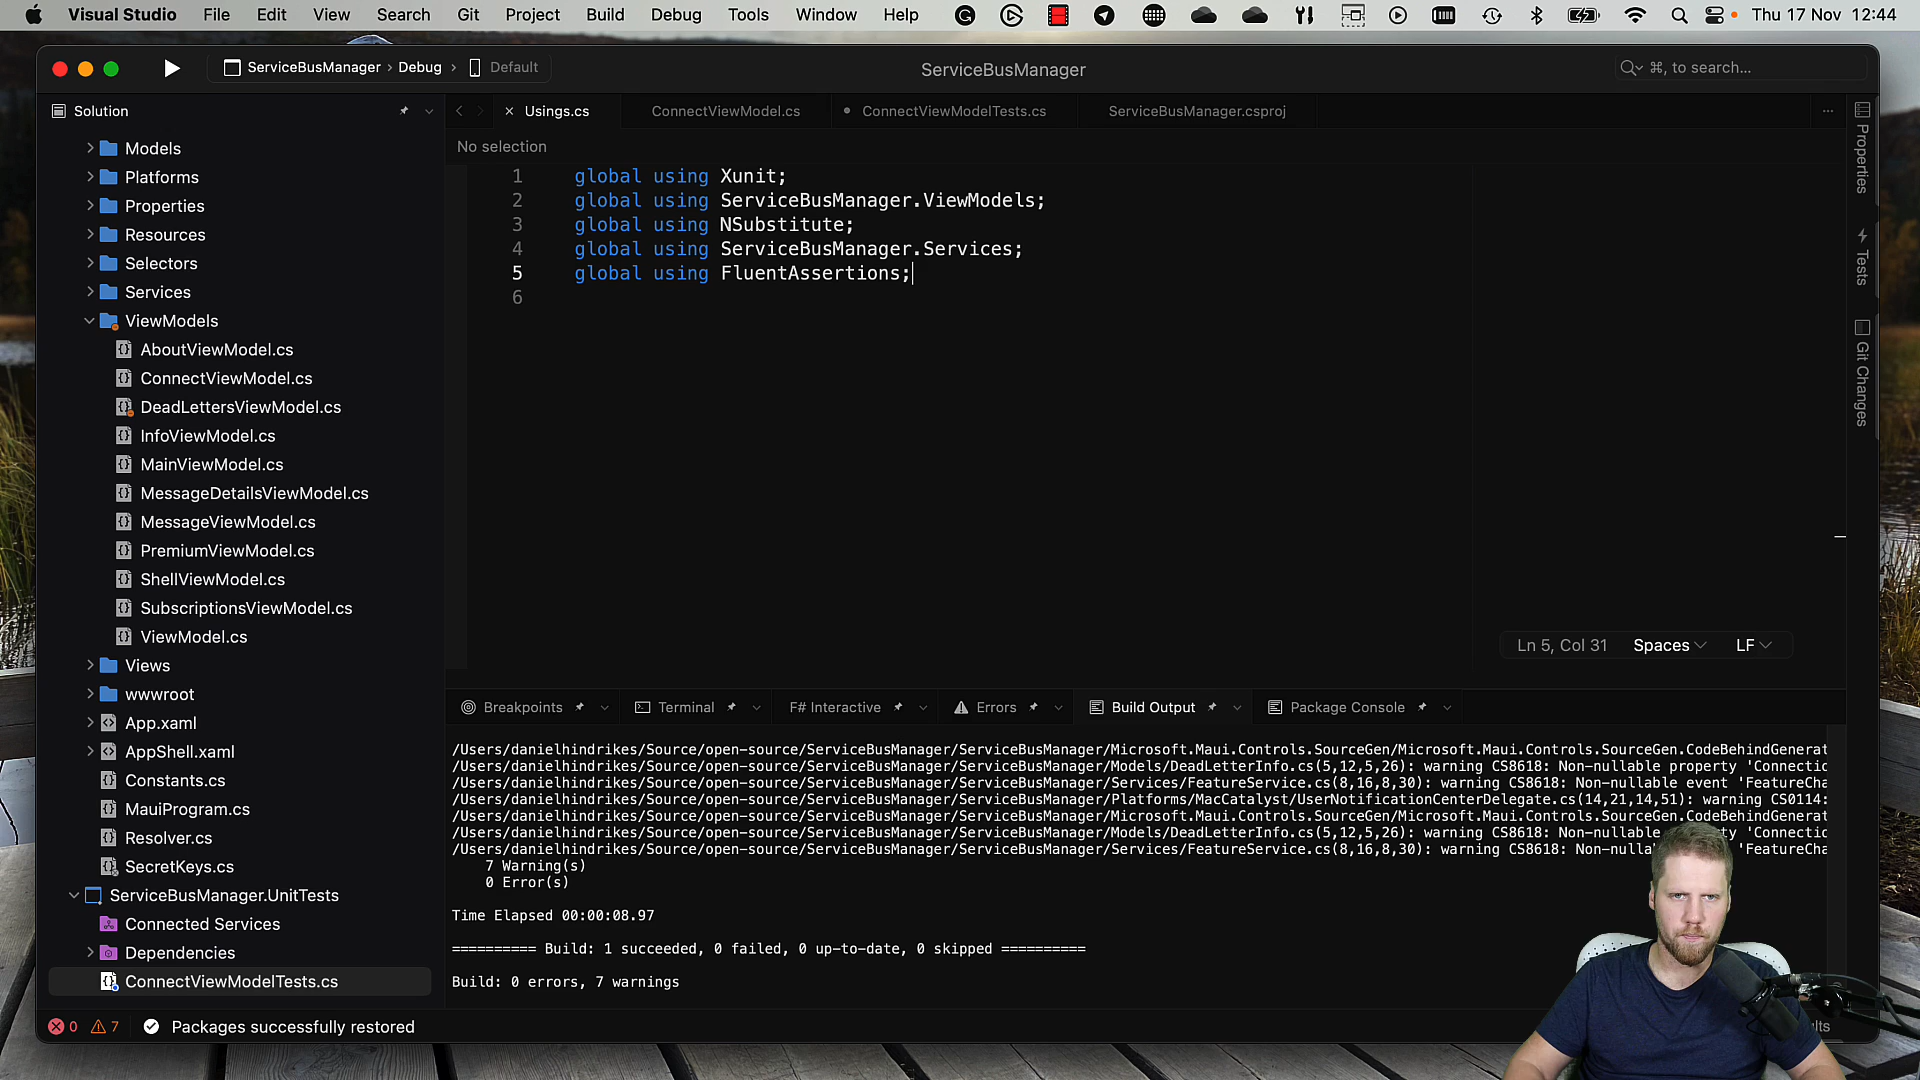 Visual Studio File Edit View Search Git Project Build Debug Tools Window Help Thu 17 Nov 12:44
ServiceBusManager › Debug › Default
ServiceBusManager
⌘, to search...
Solution
Usings.cs
ConnectViewModel.cs
ConnectViewModelTests.cs
ServiceBusManager.csproj
No selection
Models
Platforms
Properties
Resources
Selectors
Services
ViewModels
AboutViewModel.cs
ConnectViewModel.cs
DeadLettersViewModel.cs
InfoViewModel.cs
MainViewModel.cs
MessageDetailsViewModel.cs
MessageViewModel.cs
PremiumViewModel.cs
ShellViewModel.cs
SubscriptionsViewModel.cs
ViewModel.cs
Views
wwwroot
App.xaml
AppShell.xaml
Constants.cs
MauiProgram.cs
Resolver.cs
SecretKeys.cs
ServiceBusManager.UnitTests
Connected Services
Dependencies
ConnectViewModelTests.cs
1 global using Xunit;
2 global using ServiceBusManager.ViewModels;
3 global using NSubstitute;
4 global using ServiceBusManager.Services;
5 global using FluentAssertions;
6
Ln 5, Col 31 Spaces LF
Properties
Tests
Git Changes
Breakpoints
Terminal
F# Interactive
Errors
Build Output
Package Console
/Users/danielhindrikes/Source/open-source/ServiceBusManager/ServiceBusManager/Microsoft.Maui.Controls.SourceGen/Microsoft.Maui.Controls.SourceGen.CodeBehindGenerat
/Users/danielhindrikes/Source/open-source/ServiceBusManager/ServiceBusManager/Models/DeadLetterInfo.cs(5,12,5,26): warning CS8618: Non-nullable property 'Connectio
/Users/danielhindrikes/Source/open-source/ServiceBusManager/ServiceBusManager/Services/FeatureService.cs(8,16,8,30): warning CS8618: Non-nullable event 'FeatureCha
/Users/danielhindrikes/Source/open-source/ServiceBusManager/ServiceBusManager/Platforms/MacCatalyst/UserNotificationCenterDelegate.cs(14,21,14,51): warning CS0114:
/Users/danielhindrikes/Source/open-source/ServiceBusManager/ServiceBusManager/Microsoft.Maui.Controls.SourceGen/Microsoft.Maui.Controls.SourceGen.CodeBehindGenerat
/Users/danielhindrikes/Source/open-source/ServiceBusManager/ServiceBusManager/Models/DeadLetterInfo.cs(5,12,5,26): warning CS8618: Non-nullable property 'Connectio
/Users/danielhindrikes/Source/open-source/ServiceBusManager/ServiceBusManager/Services/FeatureService.cs(8,16,8,30): warning CS8618: Non-nulla 'FeatureCha
7 Warning(s)
0 Error(s)
Time Elapsed 00:00:08.97
========== Build: 1 succeeded, 0 failed, 0 up-to-date, 0 skipped ==========
Build: 0 errors, 7 warnings
0 7 Packages successfully restored